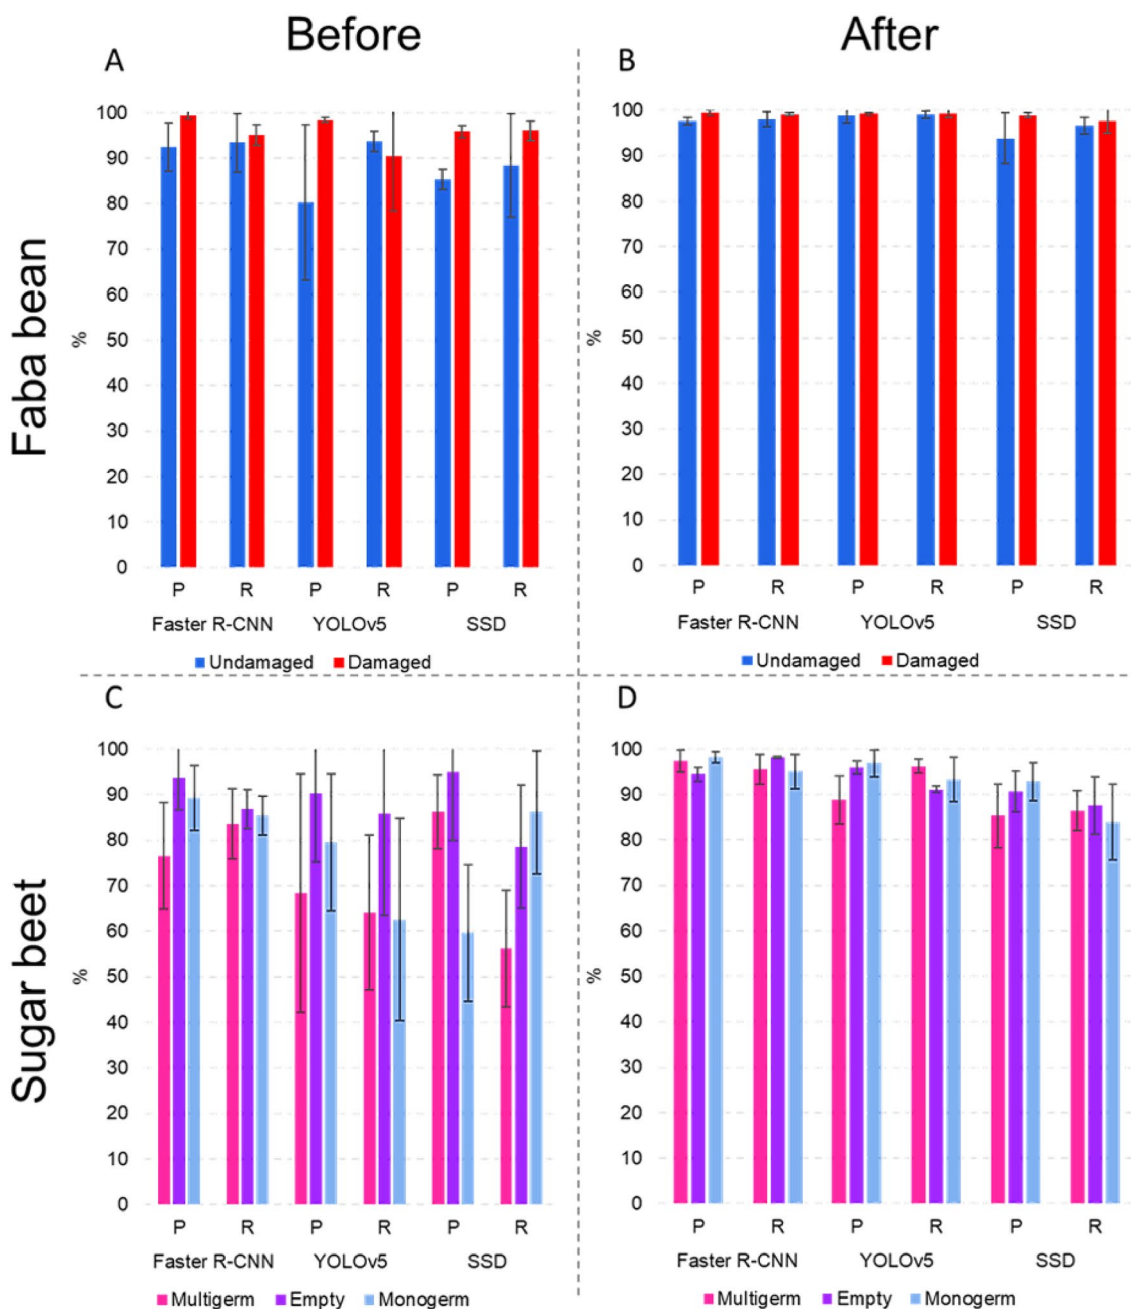 Before
After
Faba bean
Sugar beet
A
%
100
90
80
70
60
50
40
30
20
10
0
P R P R P R
Faster R-CNN YOLOv5 SSD
Undamaged Damaged
B
%
100
90
80
70
60
50
40
30
20
10
0
P R P R P R
Faster R-CNN YOLOv5 SSD
Undamaged Damaged
C
%
100
90
80
70
60
50
40
30
20
10
0
P R P R P R
Faster R-CNN YOLOv5 SSD
Multigerm Empty Monogerm
D
%
100
90
80
70
60
50
40
30
20
10
0
P R P R P R
Faster R-CNN YOLOv5 SSD
Multigerm Empty Monogerm